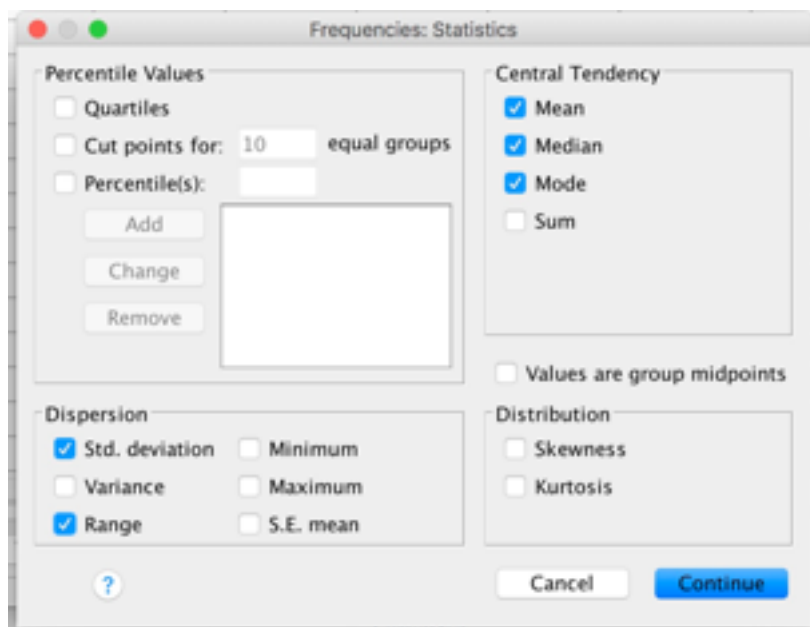 Frequencies: Statistics
Percentile Values
Quartiles
Cut points for: 10 equal groups
Percentile(s):
Add
Change
Remove
Central Tendency
Mean
Median
Mode
Sum
Values are group midpoints
Dispersion
Std. deviation Minimum
Variance Maximum
Range S.E. mean
Distribution
Skewness
Kurtosis
? Cancel Continue